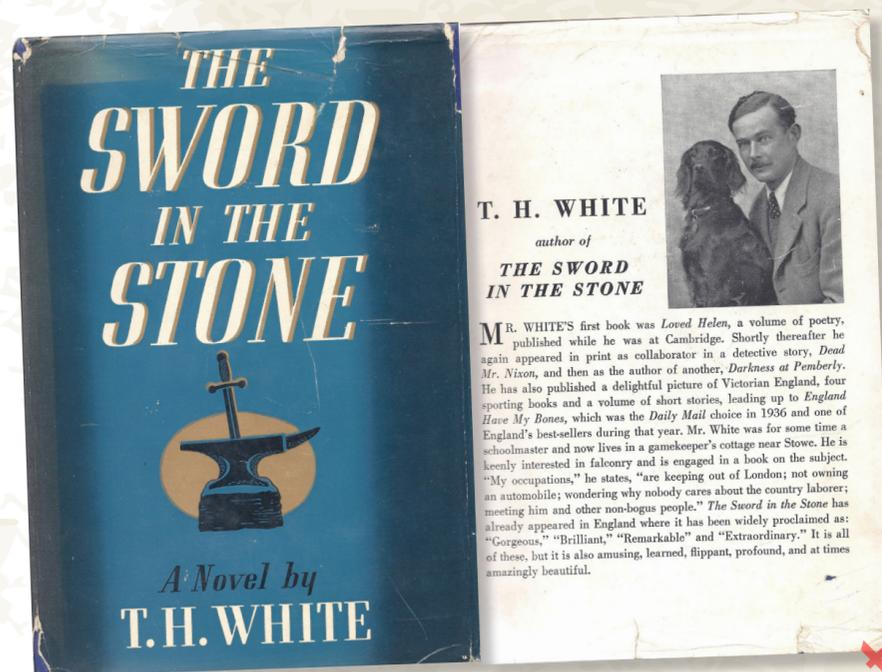 THE
SWORD
IN THE
STONE
A Novel by
T.H.WHITE
T. H. WHITE
author of
THE SWORD
IN THE STONE
MR. WHITE'S first book was Loved Helen, a volume of poetry,
published while he was at Cambridge. Shortly thereafter he
again appeared in print as collaborator in a detective story, Dead
Mr. Nixon, and then as the author of another, Darkness at Pemberly.
He has also published a delightful picture of Victorian England, four
sporting books and a volume of short stories, leading up to England
Have My Bones, which was the Daily Mail choice in 1936 and one of
England's best-sellers during that year. Mr. White was for some time a
schoolmaster and now lives in a gamekeeper's cottage near Stowe. He is
keenly interested in falconry and is engaged in a book on the subject.
"My occupations," he states, "are keeping out of London; not owning
an automobile; wondering why nobody cares about the country laborer;
meeting him and other non-bogus people." The Sword in the Stone has
already appeared in England where it has been widely proclaimed as:
"Gorgeous," "Brilliant," "Remarkable" and "Extraordinary." It is all
of these, but it is also amusing, learned, flippant, profound, and at times
amazingly beautiful.